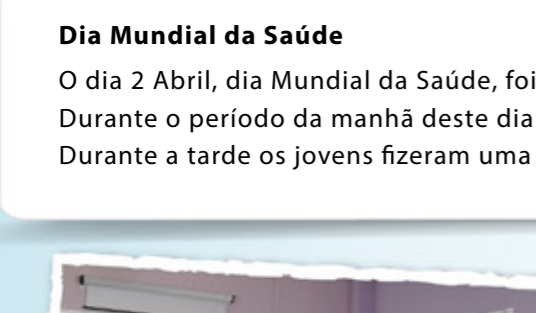 Dia Mundial da Saúde
O dia 2 Abril, dia Mundial da Saúde, foi
Durante o período da manhã deste dia
Durante a tarde os jovens fizeram uma